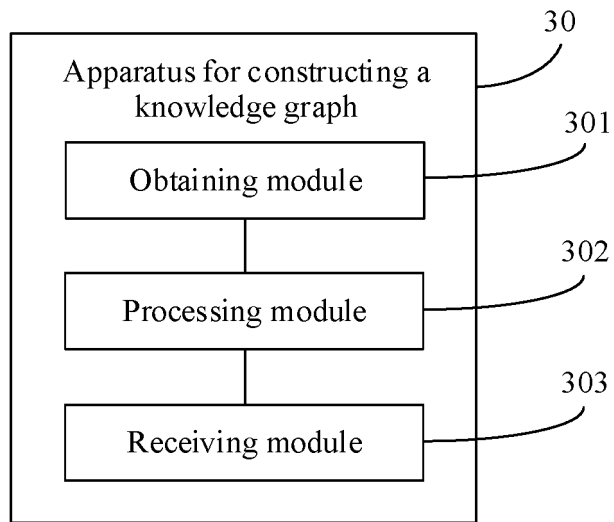 30
Apparatus for constructing a
knowledge graph
301
Obtaining module
302
Processing module
303
Receiving module